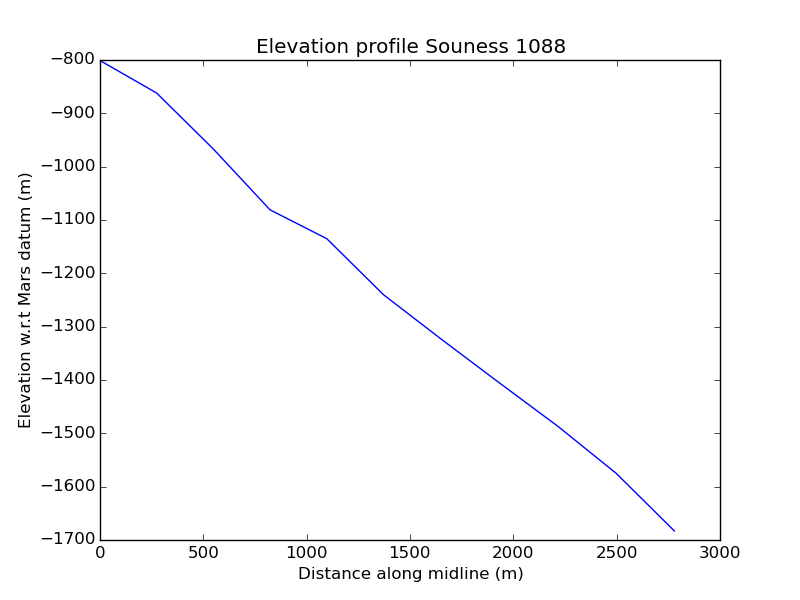 Elevation profile Souness 1088
Elevation w.r.t Mars datum (m)
−800
−900
−1000
−1100
−1200
−1300
−1400
−1500
−1600
−1700
0 500 1000 1500 2000 2500 3000
Distance along midline (m)